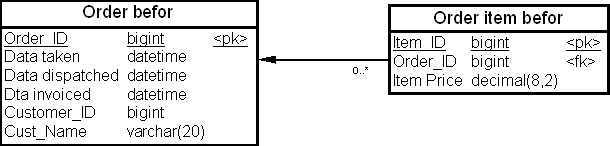 Order befor
Order_ID bigint <pk>
Data taken datetime
Data dispatched datetime
Dta invoiced datetime
Customer_ID bigint
Cust_Name varchar(20)
0..*
Order item befor
Item_ID bigint <pk>
Order_ID bigint <fk>
Item Price decimal(8,2)